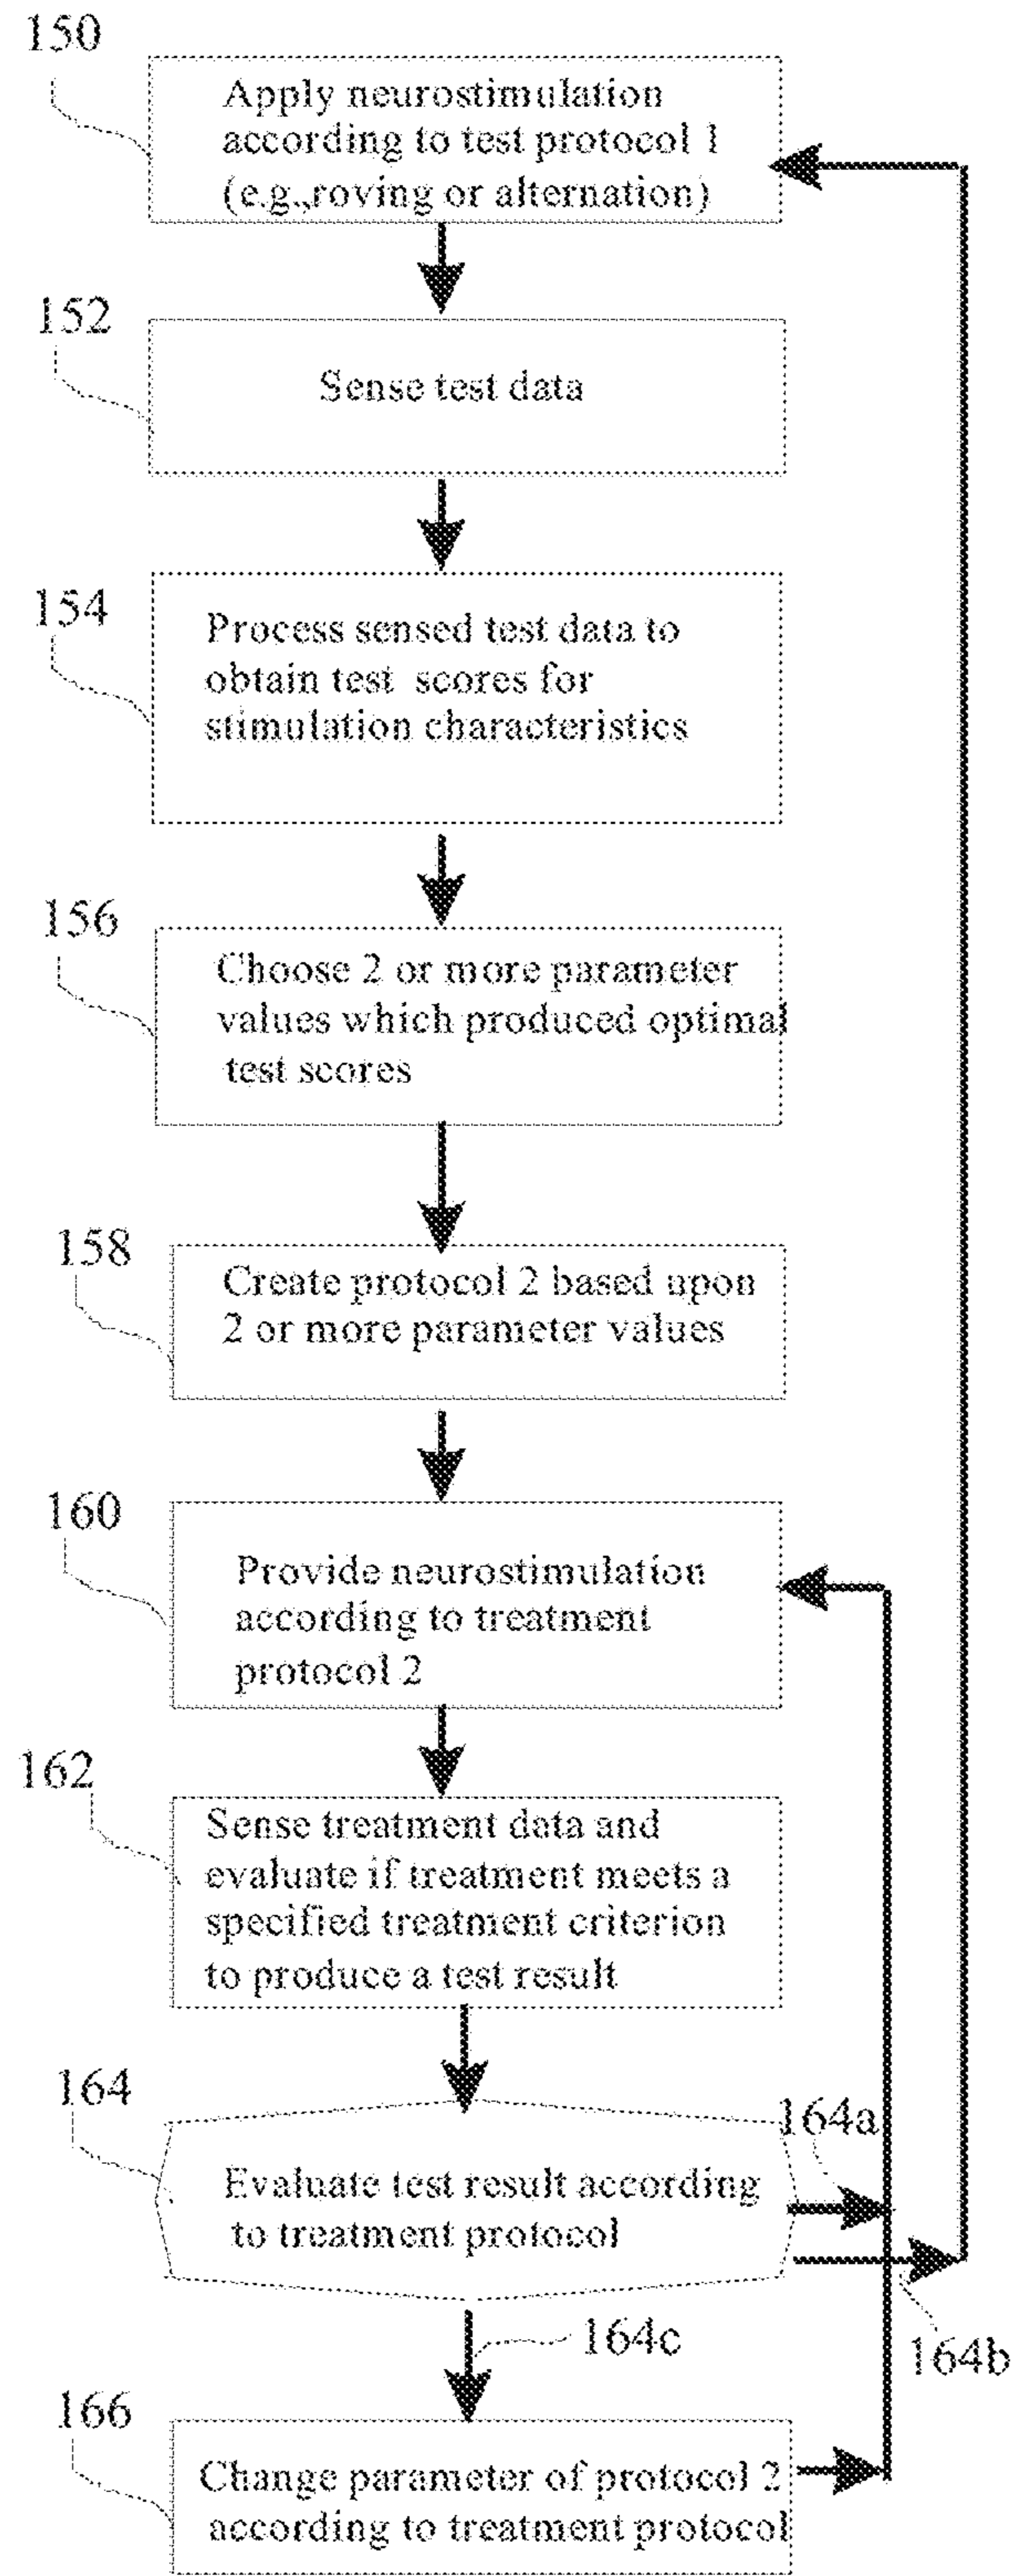 150
Apply neurostimulation
according to test protocol 1
(e.g.,roving or alternation)
152
Sense test data
154
Process sensed test data to
obtain test scores for
stimulation characteristics
156
Choose 2 or more parameter
values which produced optimal
test scores
158
Create protocol 2 based upon
2 or more parameter values
160
Provide neurostimulation
according to treatment
protocol 2
162
Sense treatment data and
evaluate if treatment meets a
specified treatment criterion
to produce a test result
164
164a
Evaluate test result according
to treatment protocol
164c
164b
166
Change parameter of protocol 2
according to treatment protocol